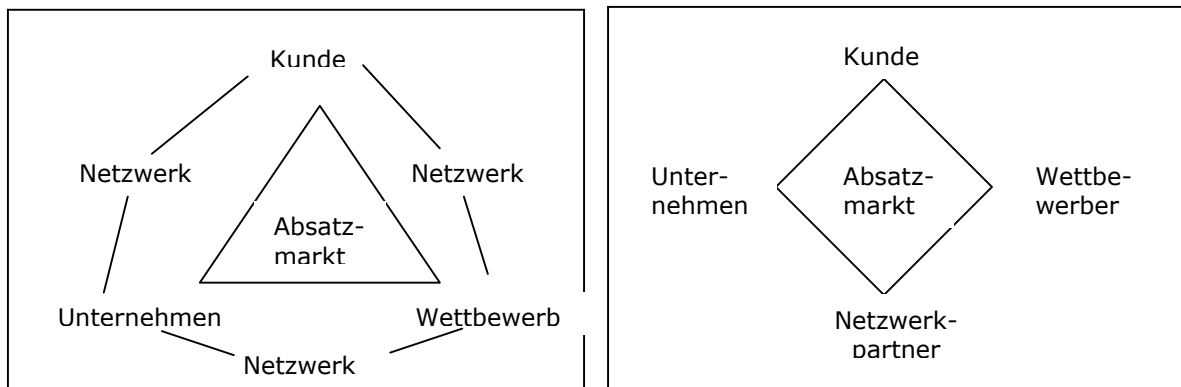 Kunde
Netzwerk
Netzwerk
Absatz-
markt
Unternehmen
Wettbewerb
Netzwerk
Kunde
Unter-
nehmen
Absatz-
markt
Wettbe-
werber
Netzwerk-
partner